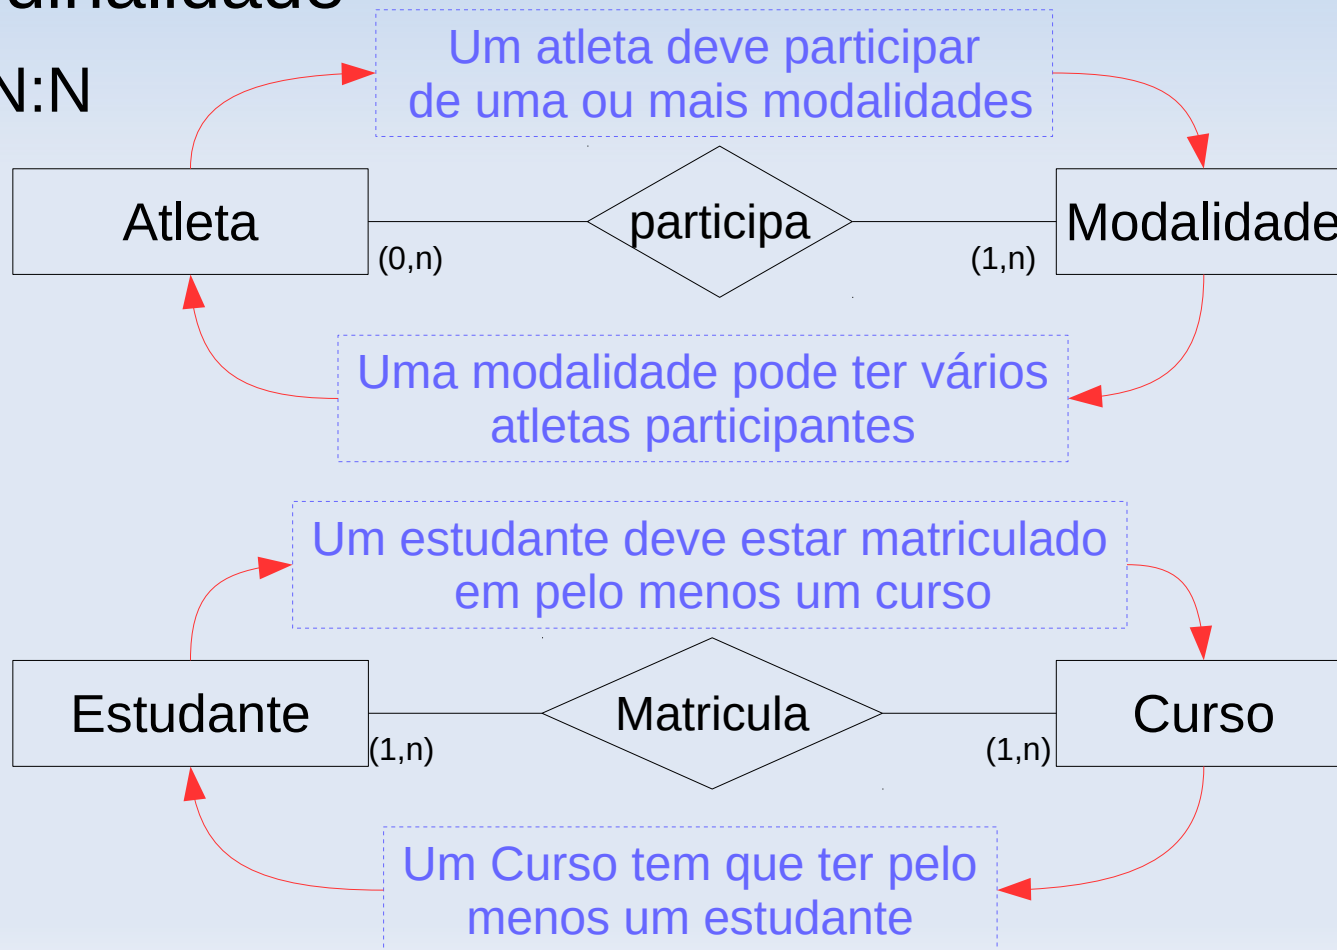 N:N
Um atleta deve participar
de uma ou mais modalidades
Atleta
participa
Modalidade
(0,n)
(1,n)
Uma modalidade pode ter vários
atletas participantes
Um estudante deve estar matriculado
em pelo menos um curso
Estudante
Matricula
Curso
(1,n)
(1,n)
Um Curso tem que ter pelo
menos um estudante